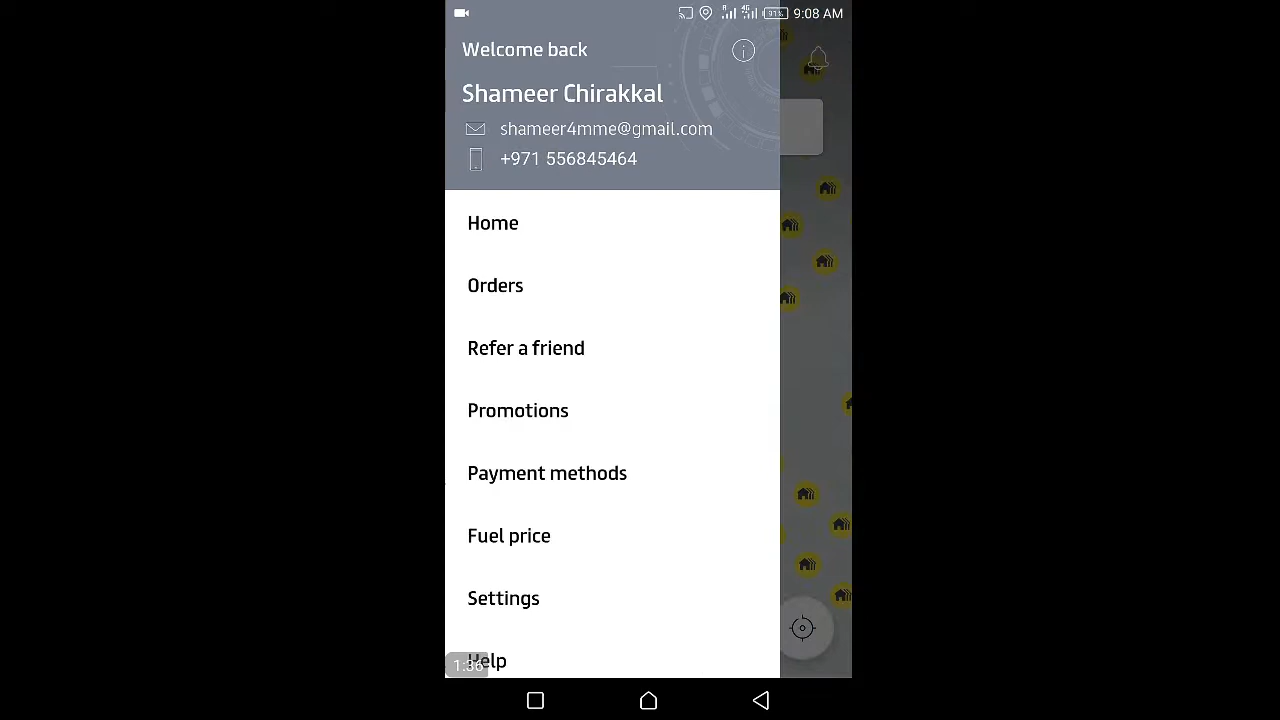 9:08 AM
Welcome back
Shameer Chirakkal
shameer4mme@gmail.com
+971 556845464
Home
Orders
Refer a friend
Promotions
Payment methods
Fuel price
Settings
Help